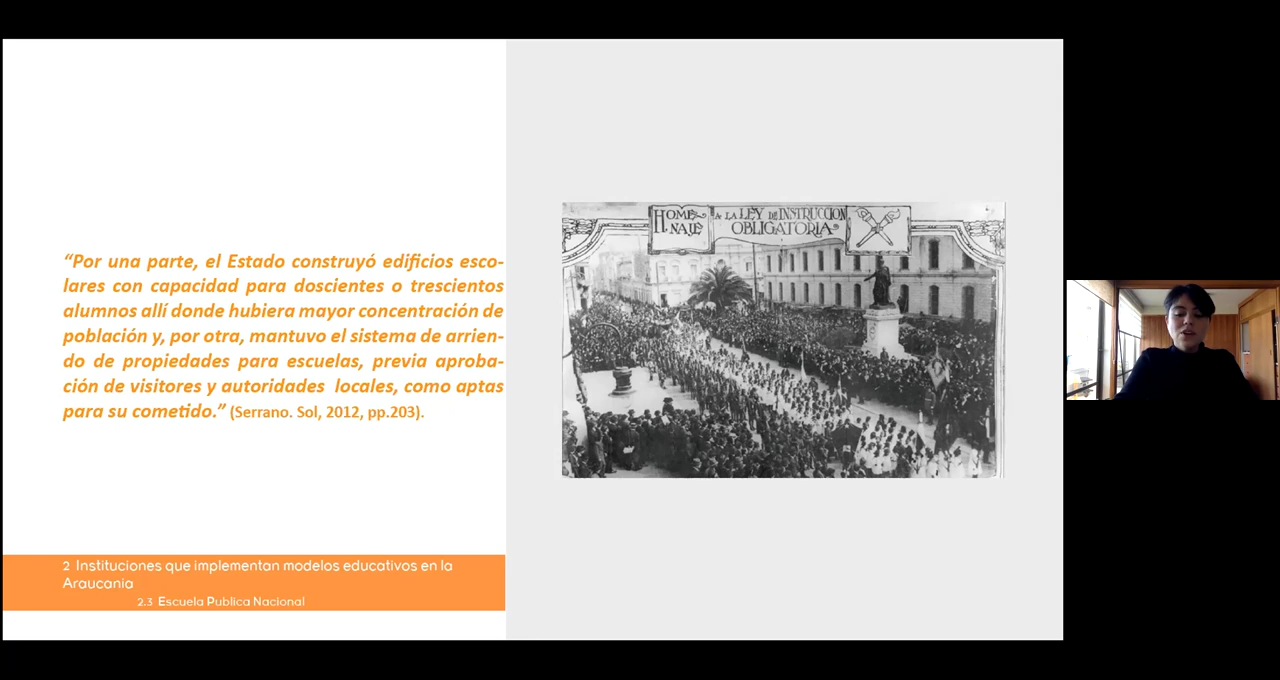 “Por una parte, el Estado construyó edificios esco-
lares con capacidad para doscientes o trescientos
alumnos allí donde hubiera mayor concentración de
población y, por otra, mantuvo el sistema de arrien-
do de propiedades para escuelas, previa aproba-
ción de visitores y autoridades locales, como aptas
para su cometido.” (Serrano. Sol, 2012, pp.203).
2 Instituciones que implementan modelos educativos en la
Araucanía
2.3 Escuela Publica Nacional
HOME
NAJE
A LA LEY DE INSTRUCCION
OBLIGATORIA